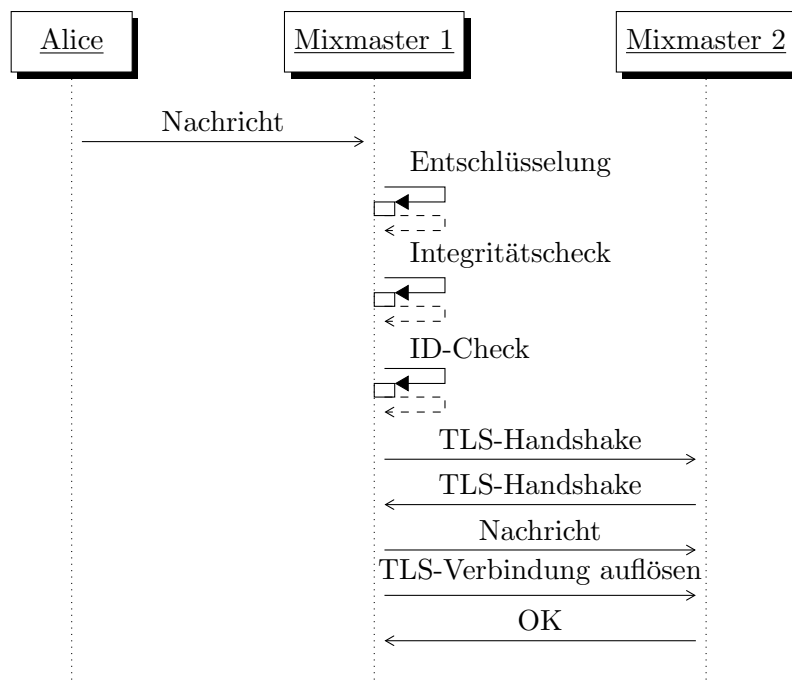 Alice
Mixmaster 1
Mixmaster 2
Nachricht
Entschlüsselung
Integritätscheck
ID-Check
TLS-Handshake
TLS-Handshake
Nachricht
TLS-Verbindung auflösen
OK